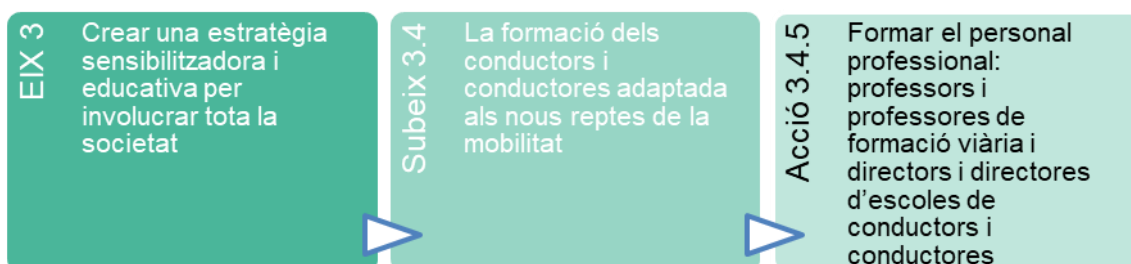 EIX 3
Crear una estratègia
sensibilitzadora i
educativa per
involucrar tota la
societat
Subeix 3.4
La formació dels
conductors i
conductores adaptada
als nous reptes de la
mobilitat
Acció 3.4.5
Formar el personal
professional:
professors i
professores de
formació viària i
directors i directores
d’escoles de
conductors i
conductores